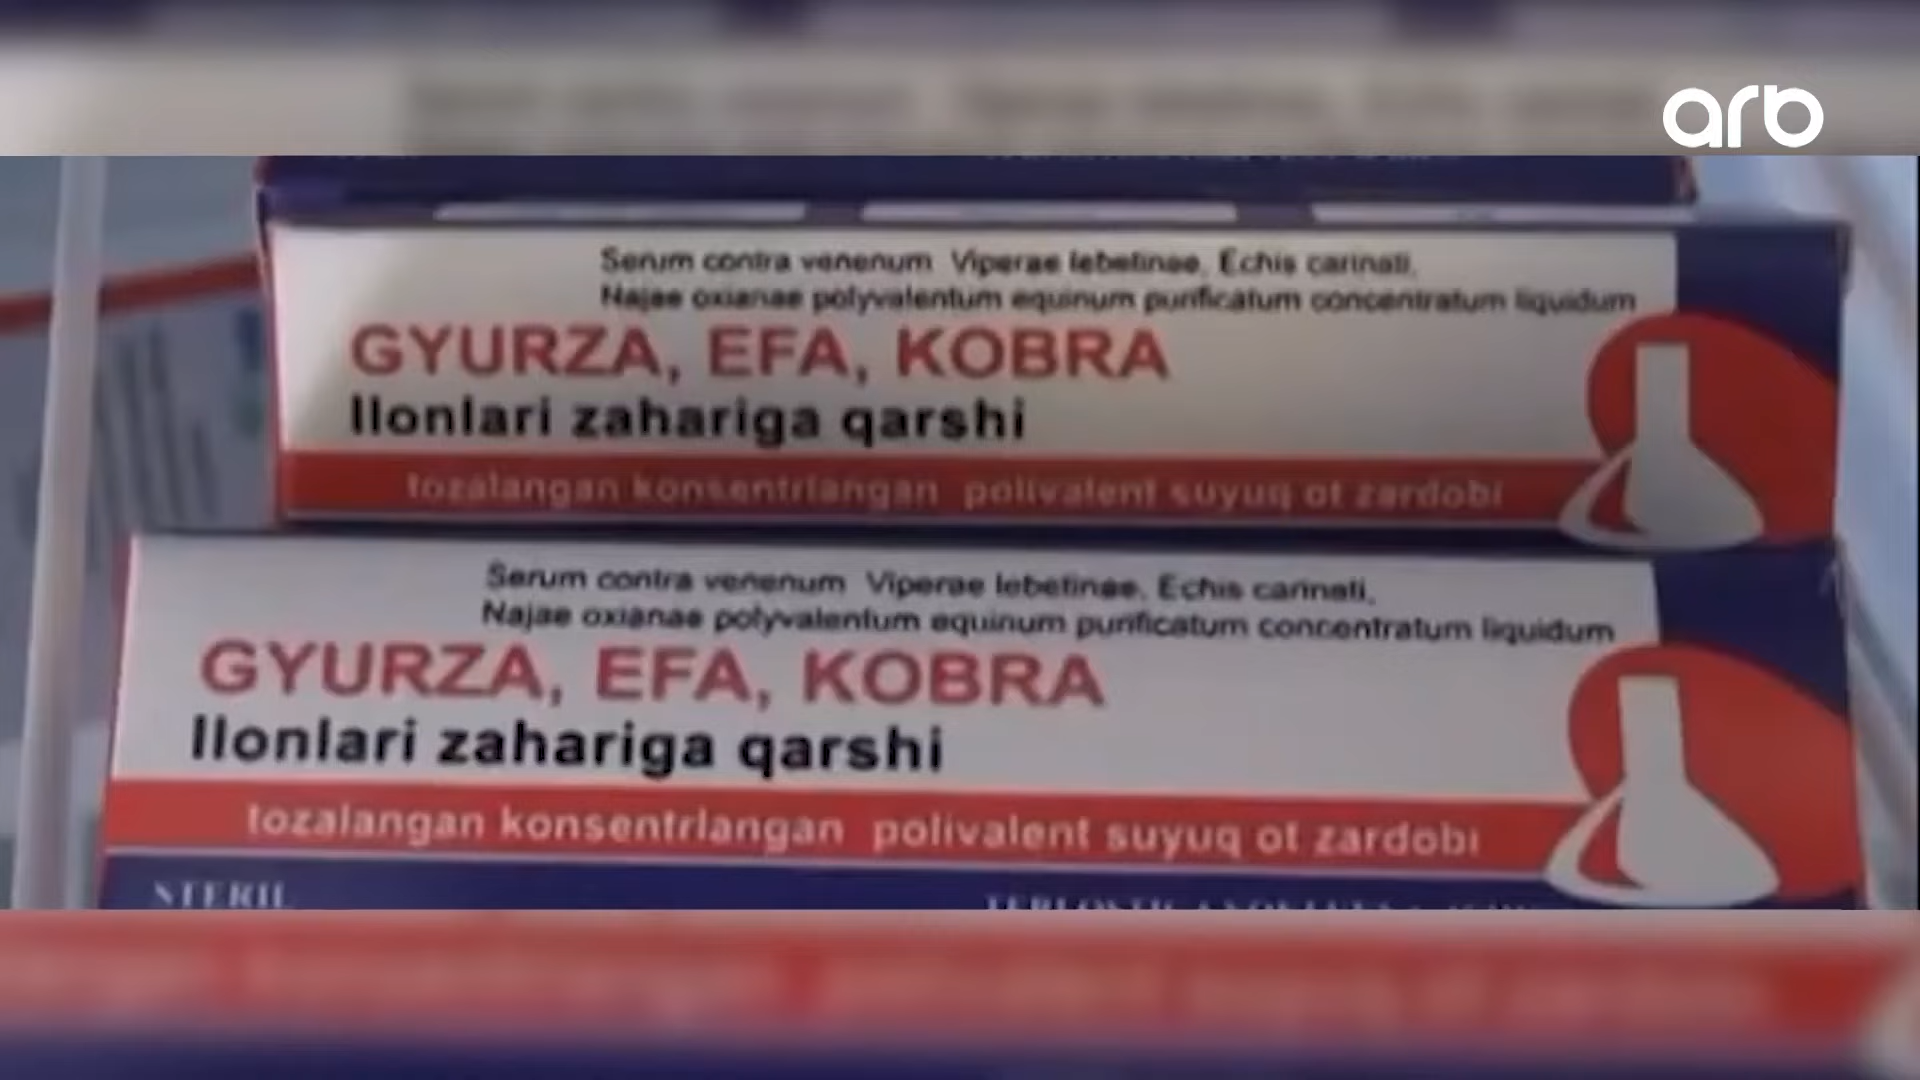 arb
Serum contra venenum Viperae lebetinae, Echis carinati,
Najae oxianae polyvalentum equinum purificatum concentratum liquidum
GYURZA, EFA, KOBRA
Ilonlari zahariga qarshi
tozalangan konsentrlangan polivalent suyuq ot zardobi
Serum contra venenum Viperae lebetinae, Echis carinati,
Najae oxianae polyvalentum equinum purificatum concentratum liquidum
GYURZA, EFA, KOBRA
Ilonlari zahariga qarshi
tozalangan konsentrlangan polivalent suyuq ot zardobi
STERIL